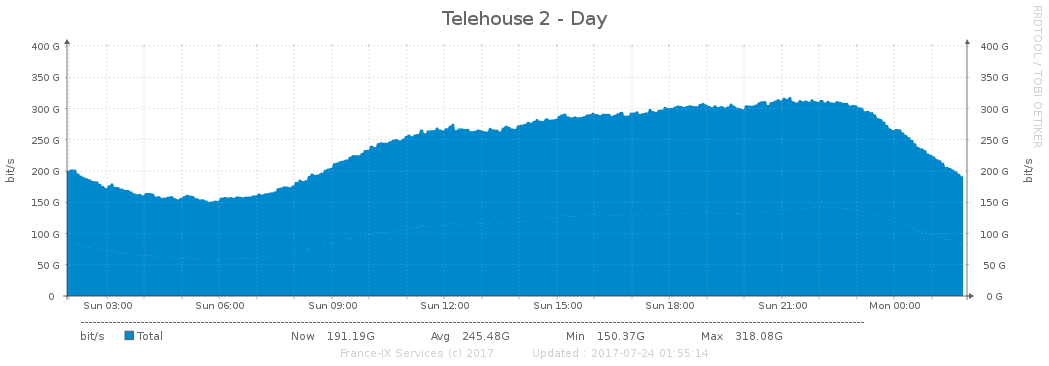 Telehouse 2 - Day
RRDTOOL / TOBI OETIKER
400 G 400 G
350 G 350 G
300 G 300 G
250 G 250 G
200 G 200 G
150 G 150 G
100 G 100 G
50 G 50 G
0 0 G
bit/s bit/s
Sun 03:00 Sun 06:00 Sun 09:00 Sun 12:00 Sun 15:00 Sun 18:00 Sun 21:00 Mon 00:00
bit/s Total Now 191.19G Avg 245.48G Min 150.37G Max 318.08G
France-IX Services (c) 2017 Updated : 2017-07-24 01:55:14